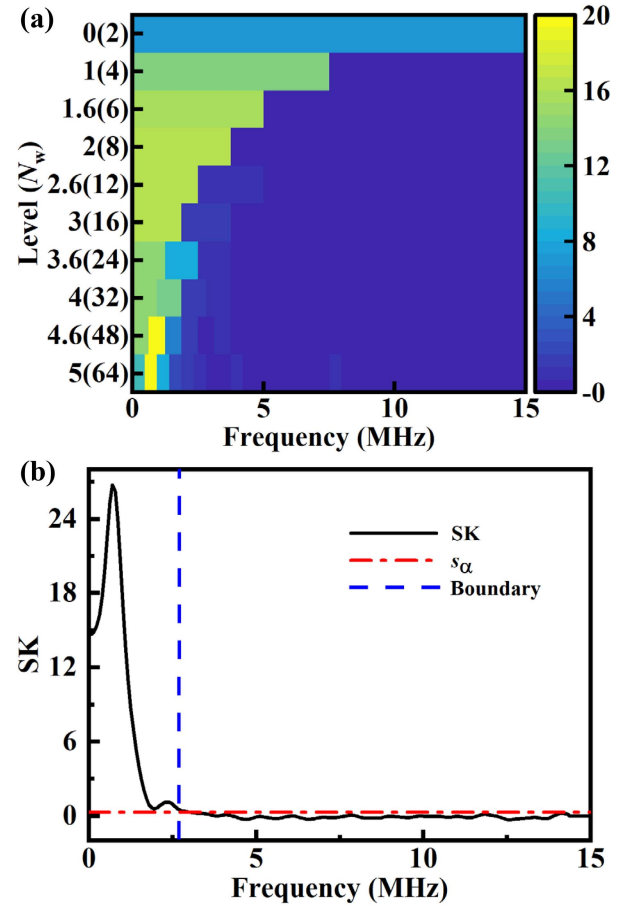 (a)
Level (Nw)
0(2)
1(4)
1.6(6)
2(8)
2.6(12)
3(16)
3.6(24)
4(32)
4.6(48)
5(64)
0 5 10 15
Frequency (MHz)
20
16
12
8
4
-0
(b)
SK
24
18
12
6
0
SK
sα
Boundary
0 5 10 15
Frequency (MHz)